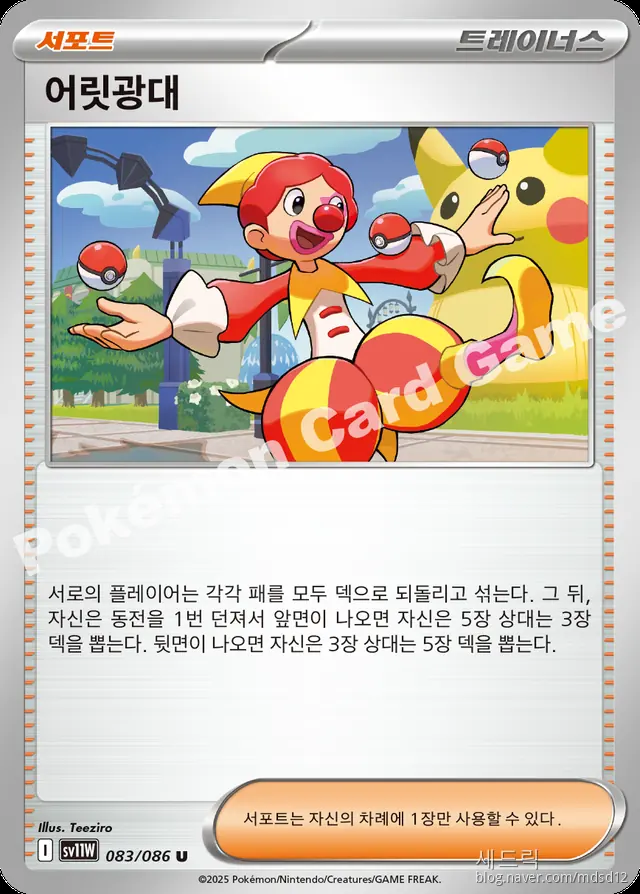 서포트
트레이너스
어릿광대
Pokémon Card Game
서로의 플레이어는 각각 패를 모두 덱으로 되돌리고 섞는다. 그 뒤,
자신은 동전을 1번 던져서 앞면이 나오면 자신은 5장 상대는 3장
덱을 뽑는다. 뒷면이 나오면 자신은 3장 상대는 5장 덱을 뽑는다.
서포트는 자신의 차례에 1장만 사용할 수 있다.
Illus. Teeziro
I SV11W 083/086 U
©2025 Pokémon/Nintendo/Creatures/GAME FREAK.
세드릭
blog.naver.com/mdsd12